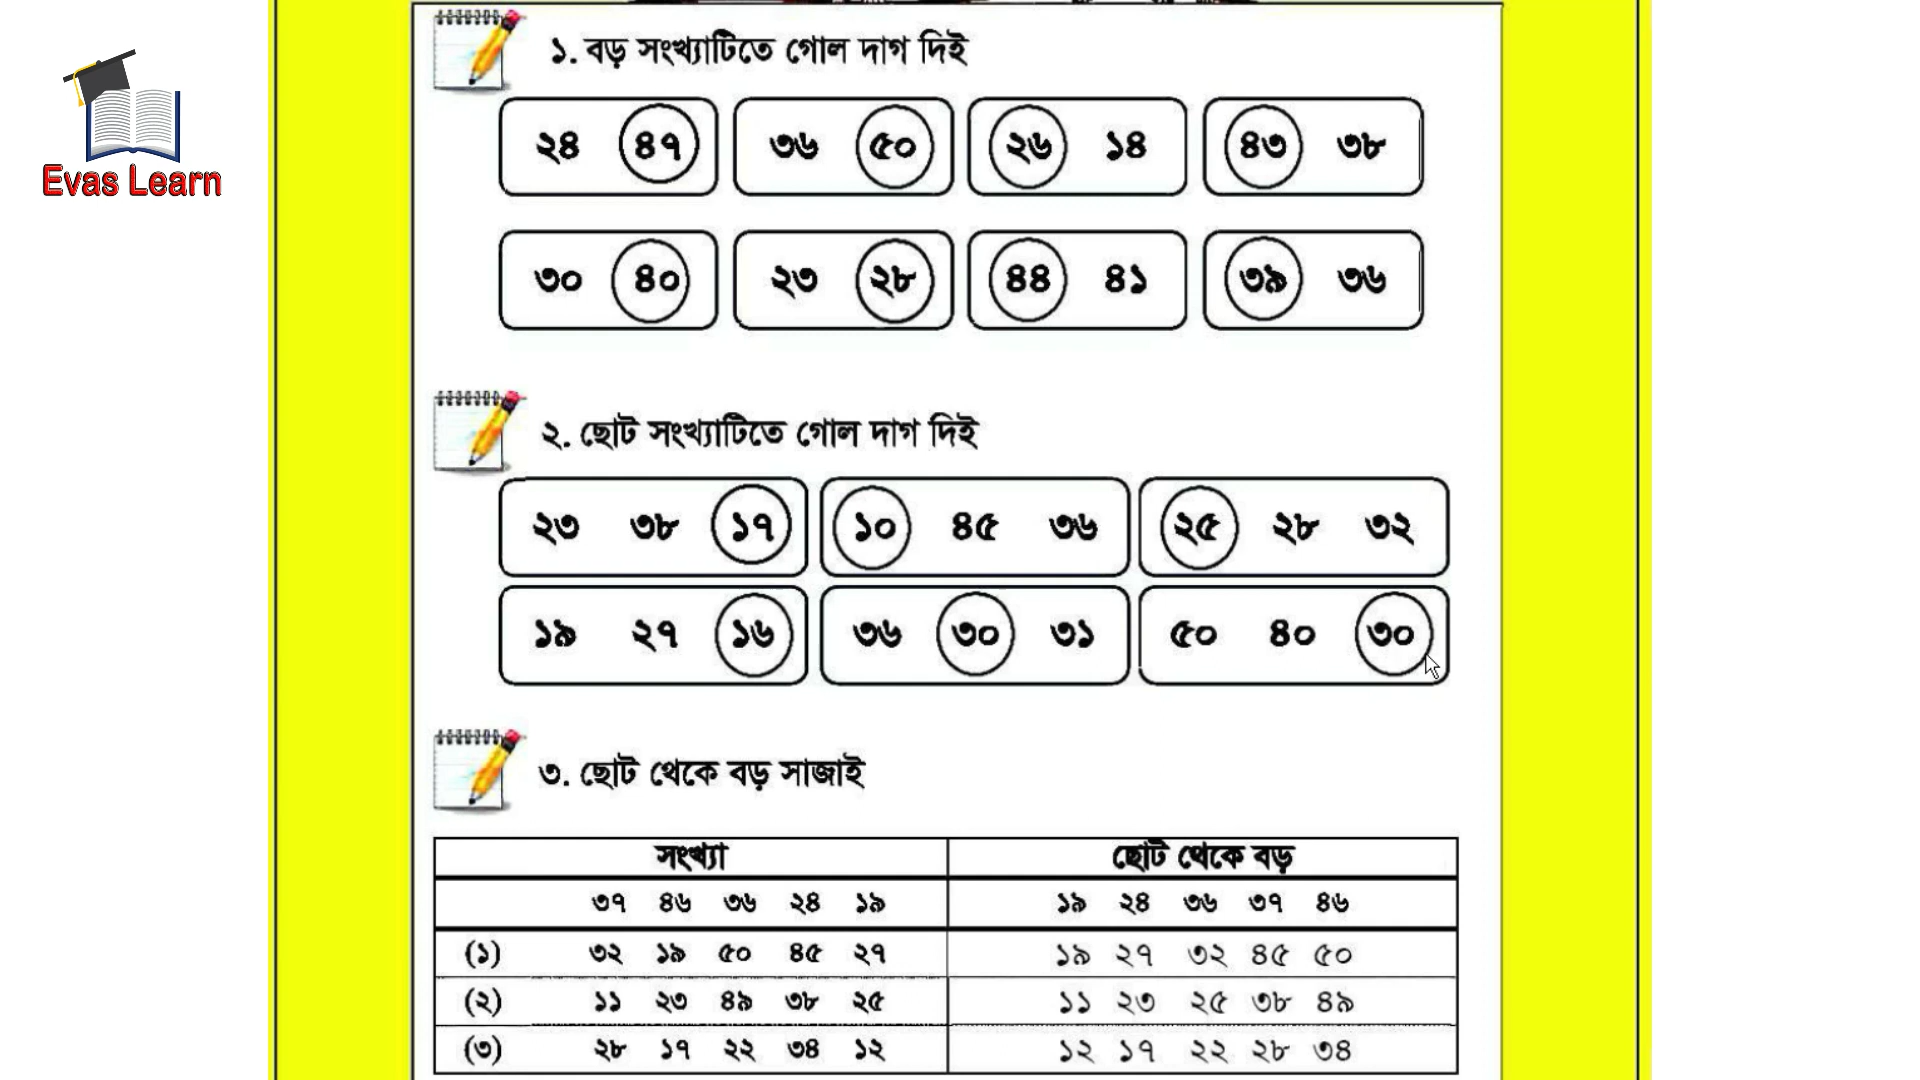 Evas Learn
১. বড় সংখ্যাটিতে গোল দাগ দিই
২৪ ৪৭ ৩৬ ৫০ ২৬ ১৪ ৪৩ ৩৮
৩০ ৪০ ২৩ ২৮ ৪৪ ৪১ ৩৯ ৩৬
২. ছোট সংখ্যাটিতে গোল দাগ দিই
২৩ ৩৮ ১৭ ১০ ৪৫ ৩৬ ২৫ ২৮ ৩২
১৯ ২৭ ১৬ ৩৬ ৩০ ৩১ ৫০ ৪০ ৩০
৩. ছোট থেকে বড় সাজাই
সংখ্যা ছোট থেকে বড়
৩৭ ৪৬ ৩৬ ২৪ ১৯ ১৯ ২৪ ৩৬ ৩৭ ৪৬
(১) ৩২ ১৯ ৫০ ৪৫ ২৭ ১৯ ২৭ ৩২ ৪৫ ৫০
(২) ১১ ২৩ ৪৯ ৩৮ ২৫ ১১ ২৩ ২৫ ৩৮ ৪৯
(৩) ২৮ ১৭ ২২ ৩৪ ১২ ১২ ১৭ ২২ ২৮ ৩৪